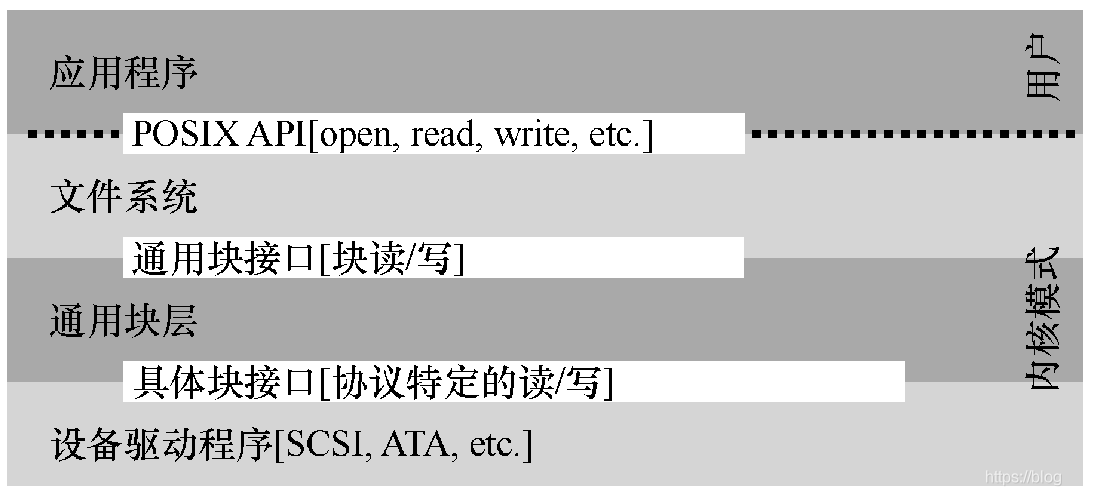 应用程序
用户
POSIX API[open, read, write, etc.]
文件系统
通用块接口[块读/写]
通用块层
内核模式
具体块接口[协议特定的读/写]
设备驱动程序[SCSI, ATA, etc.]
https://blog